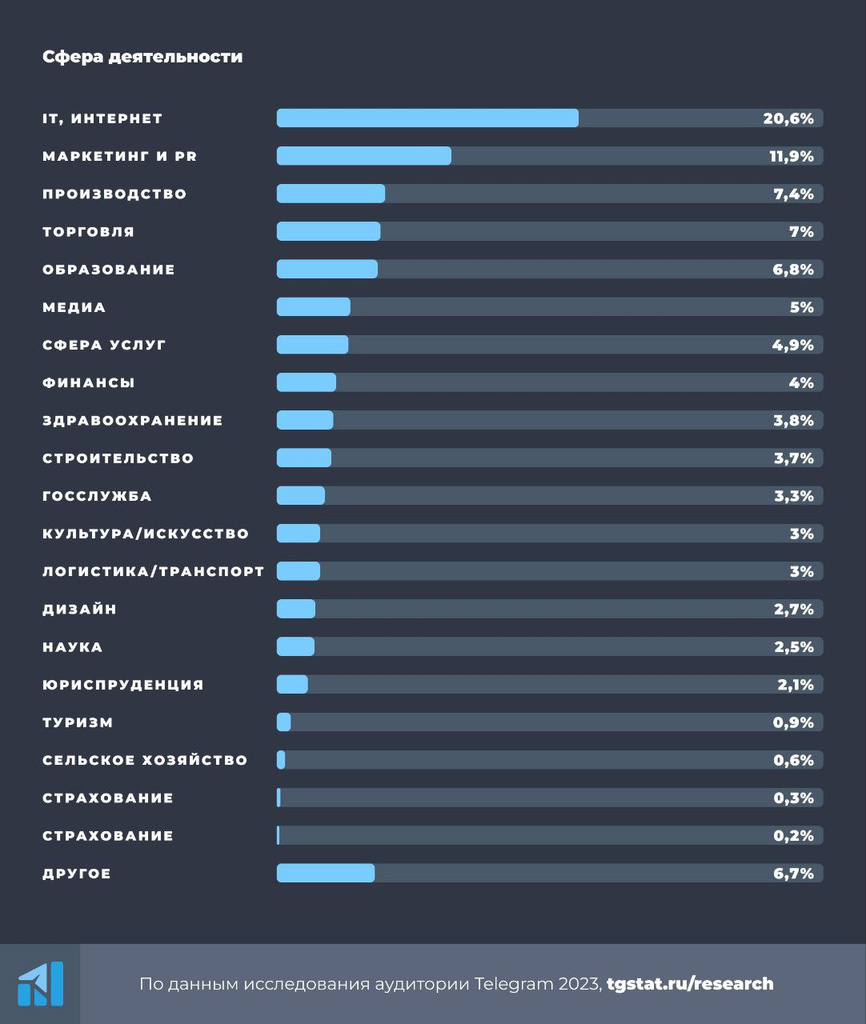 Сфера деятельности
IT, ИНТЕРНЕТ 20,6%
МАРКЕТИНГ И PR 11,9%
ПРОИЗВОДСТВО 7,4%
ТОРГОВЛЯ 7%
ОБРАЗОВАНИЕ 6,8%
МЕДИА 5%
СФЕРА УСЛУГ 4,9%
ФИНАНСЫ 4%
ЗДРАВООХРАНЕНИЕ 3,8%
СТРОИТЕЛЬСТВО 3,7%
ГОССЛУЖБА 3,3%
КУЛЬТУРА/ИСКУССТВО 3%
ЛОГИСТИКА/ТРАНСПОРТ 3%
ДИЗАЙН 2,7%
НАУКА 2,5%
ЮРИСПРУДЕНЦИЯ 2,1%
ТУРИЗМ 0,9%
СЕЛЬСКОЕ ХОЗЯЙСТВО 0,6%
СТРАХОВАНИЕ 0,3%
СТРАХОВАНИЕ 0,2%
ДРУГОЕ 6,7%
По данным исследования аудитории Telegram 2023, tgstat.ru/research